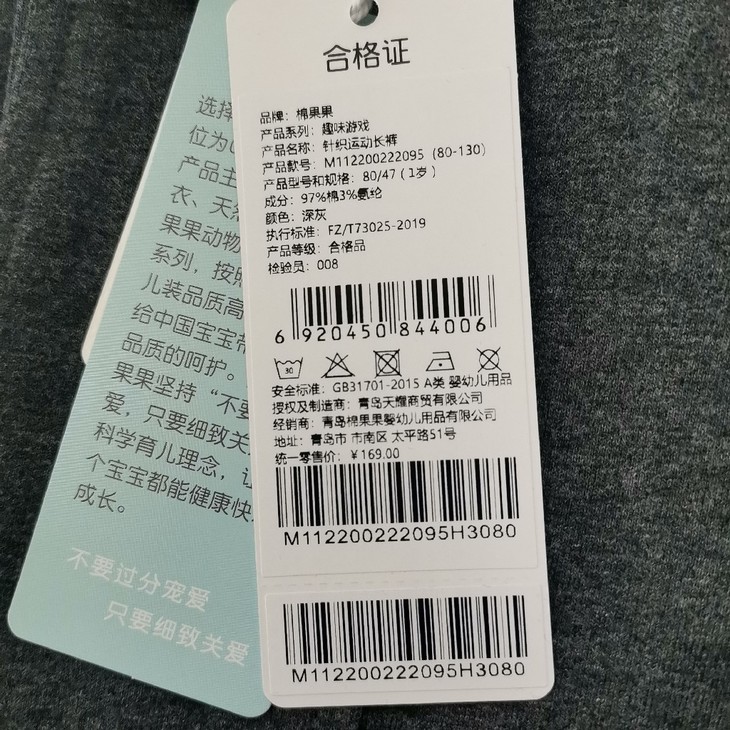 合格证
品牌: 棉果果
产品系列: 趣味游戏
产品名称: 针织运动长裤
产品款号: M112200222095 (80-130)
产品型号和规格: 80/47 (1岁)
成分: 97%棉3%氨纶
颜色: 深灰
执行标准: FZ/T73025-2019
产品等级: 合格品
检验员: 008
6 920450 844006
30
安全标准: GB31701-2015 A类 婴幼儿用品
授权及制造商: 青岛天耀商贸有限公司
经销商: 青岛棉果果婴幼儿用品有限公司
地址: 青岛市 市南区 太平路51号
统一零售价: ¥169.00
M112200222095H3080
M112200222095H3080
选择
位为
产品主
衣、天然
果果动物
系列, 按照
儿装品质高
给中国宝宝带
品质的呵护。
果果坚持“不要
爱, 只要细致关
科学育儿理念, 让
个宝宝都能健康快
成长。
不要过分宠爱
只要细致关爱